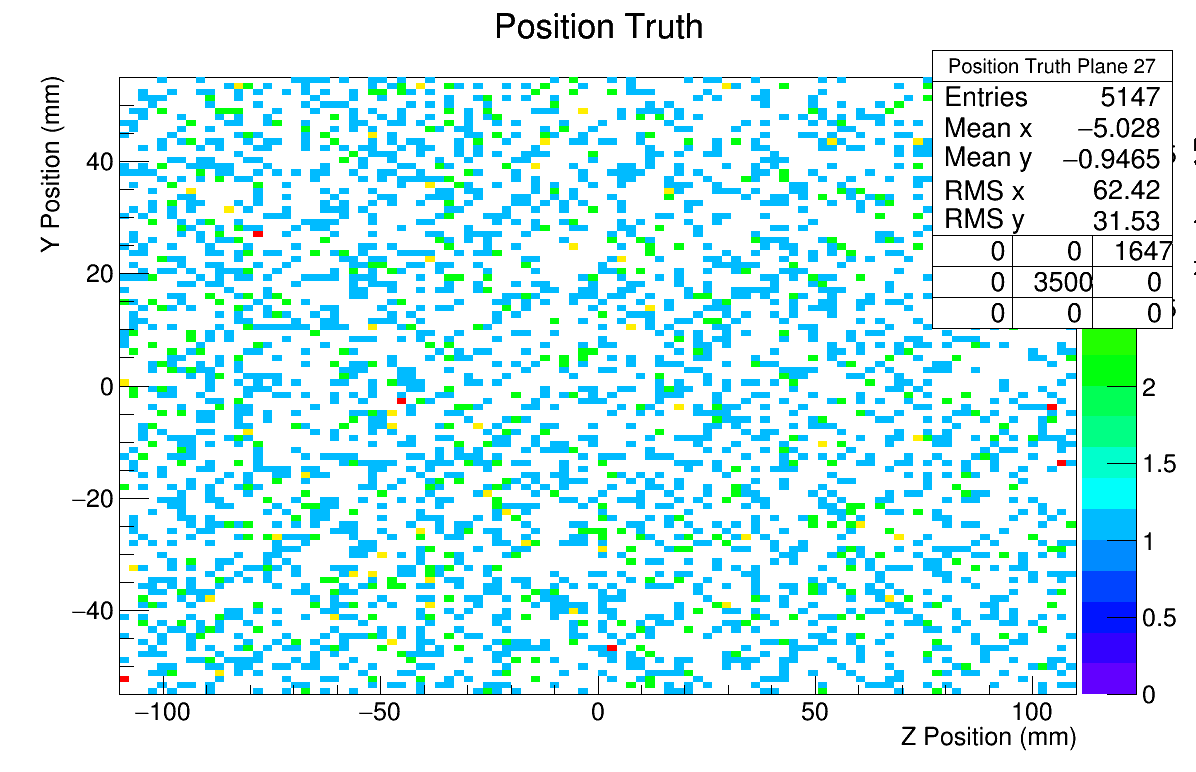 Position Truth
Y Position (mm)
40
20
0
−20
−40
−100
−50
0
50
100
Z Position (mm)
Position Truth Plane 27
Entries 5147
Mean x −5.028
Mean y −0.9465
RMS x 62.42
RMS y 31.53
0 0 1647
0 3500 0
0 0 0
2
1.5
1
0.5
0